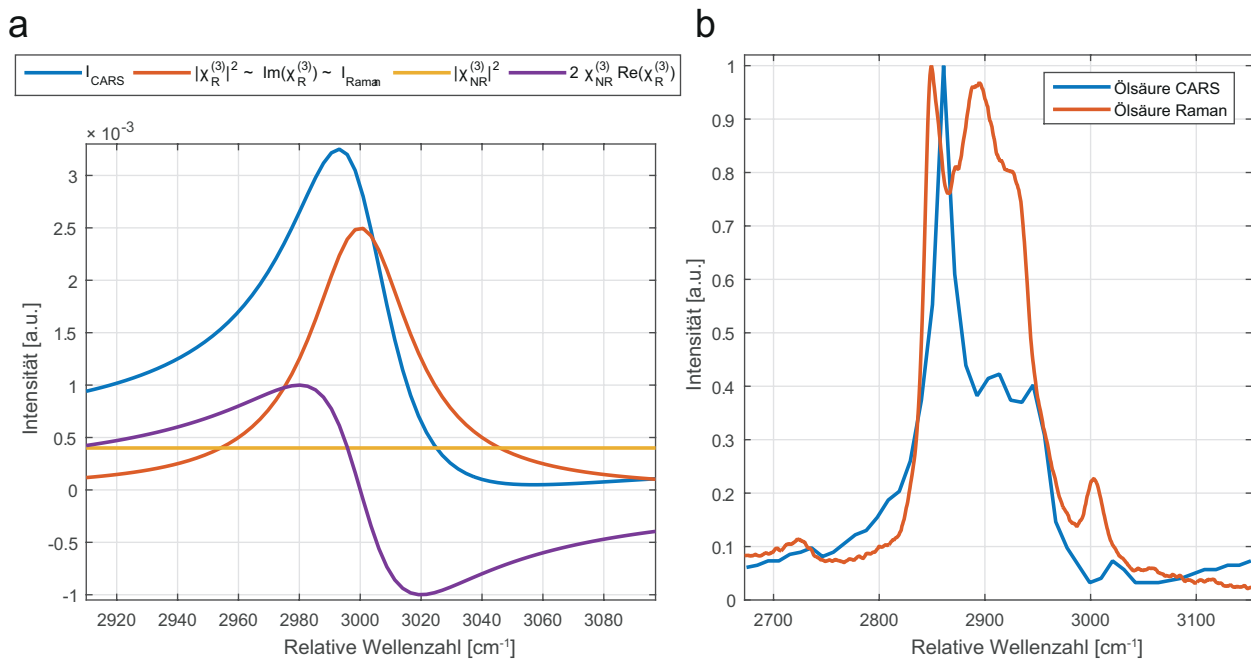 a
I_CARS |χ_R^(3)|² ~ Im(χ_R^(3)) ~ I_Raman |χ_NR^(3)|² 2 χ_NR^(3) Re(χ_R^(3))
× 10⁻³
3
2.5
2
1.5
1
0.5
0
-0.5
-1
Intensität [a.u.]
2920 2940 2960 2980 3000 3020 3040 3060 3080
Relative Wellenzahl [cm⁻¹]
b
Ölsäure CARS
Ölsäure Raman
1
0.9
0.8
0.7
0.6
0.5
0.4
0.3
0.2
0.1
0
Intensität [a.u.]
2700 2800 2900 3000 3100
Relative Wellenzahl [cm⁻¹]